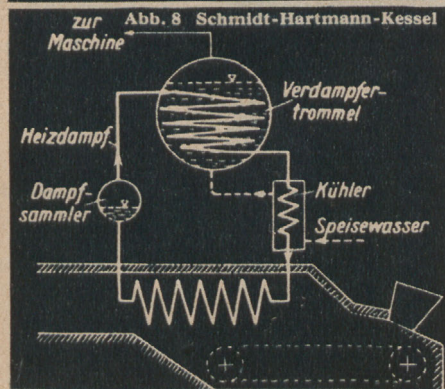 Abb. 8 Schmidt-Hartmann-Kessel
zur
Maschine
Verdampfer-
trommel
Heizdampf
Dampf-
sammler
Kühler
Speisewasser